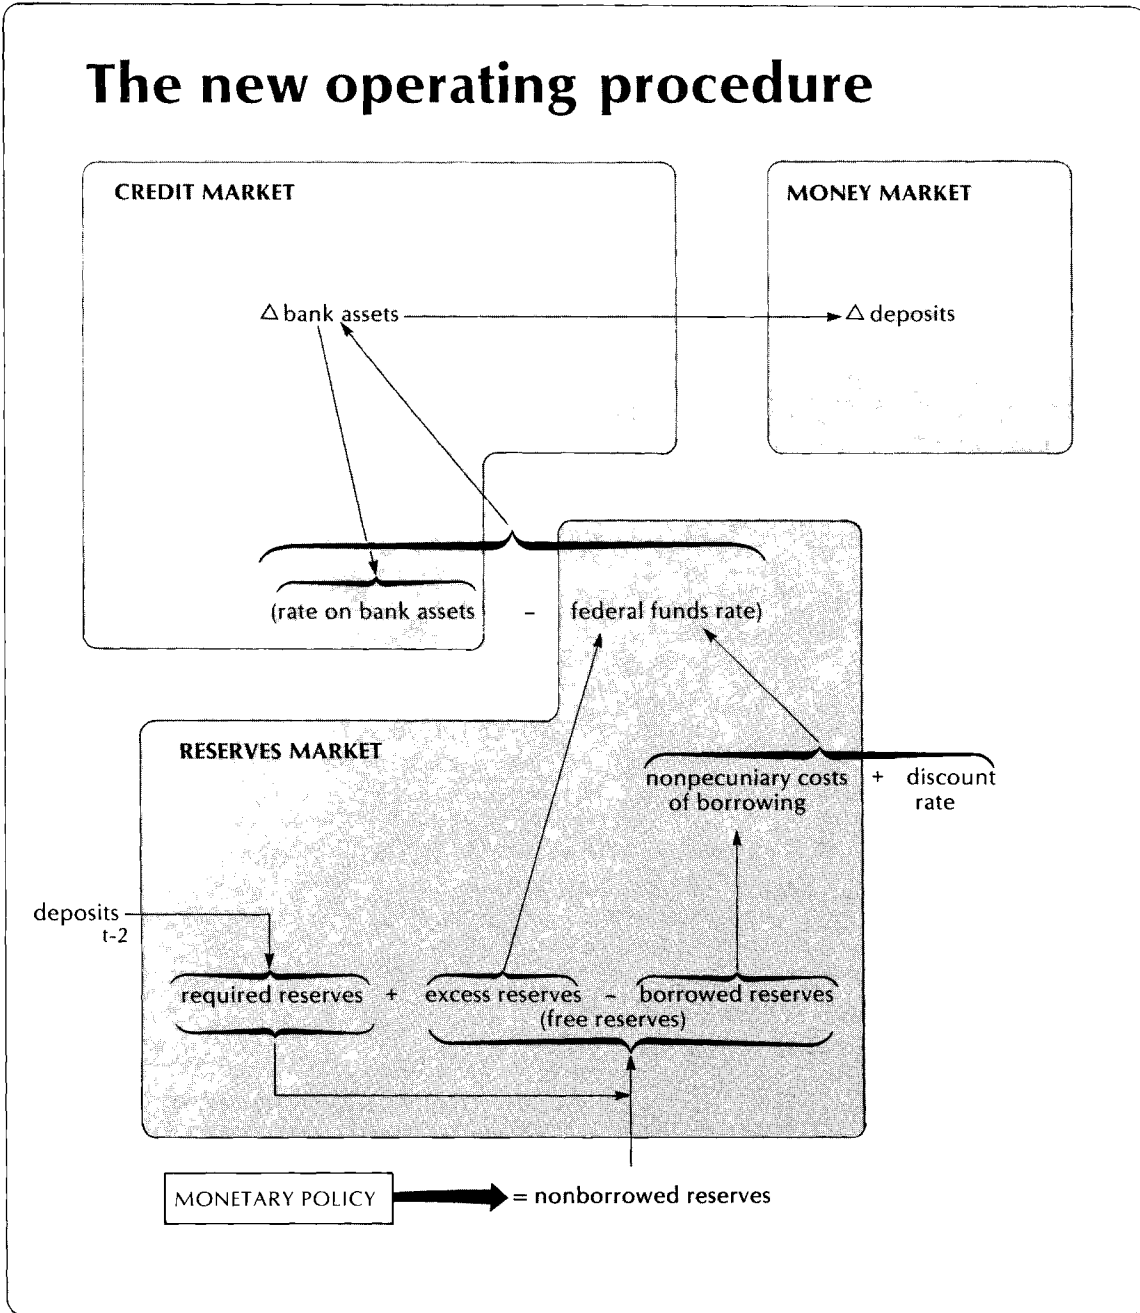 The new operating procedure
CREDIT MARKET
MONEY MARKET
△ bank assets
△ deposits
(rate on bank assets - federal funds rate)
RESERVES MARKET
nonpecuniary costs + discount
of borrowing rate
deposits
t-2
required reserves + excess reserves - borrowed reserves
(free reserves)
MONETARY POLICY = nonborrowed reserves